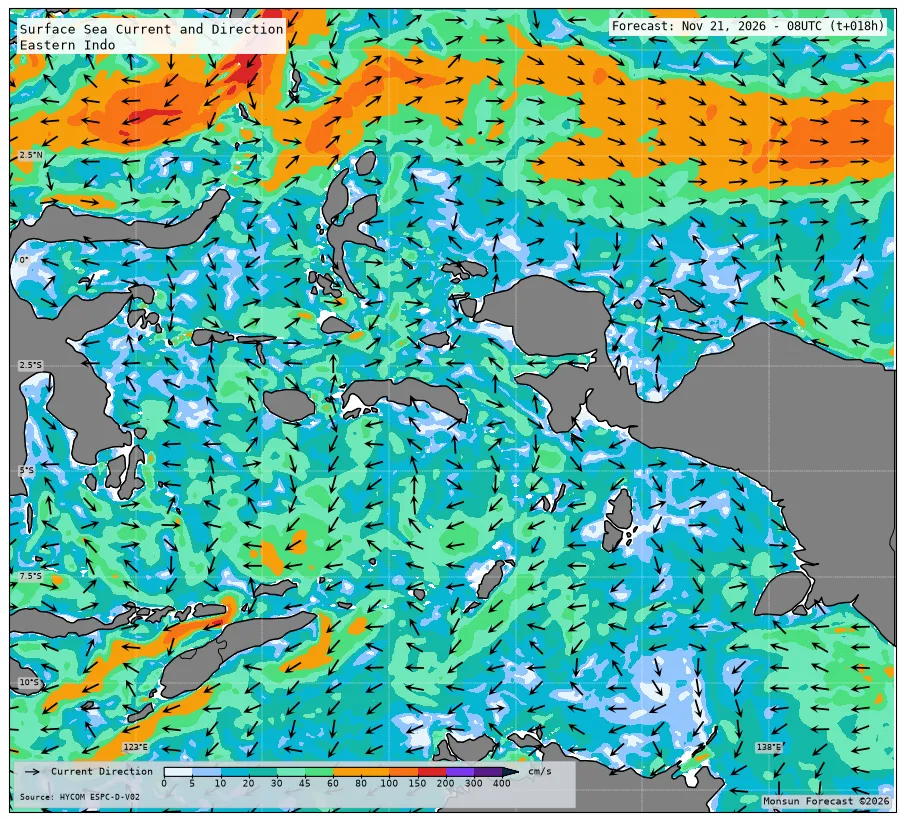 Surface Sea Current and Direction
Eastern Indo
Forecast: Nov 21, 2026 - 08UTC (t+018h)
2.5°N
0°
2.5°S
5°S
7.5°S
10°S
123°E
138°E
Current Direction
0 5 10 20 30 45 60 80 100 150 200 300 400
cm/s
Source: HYCOM ESPC-D-V02
Monsun Forecast ©2026